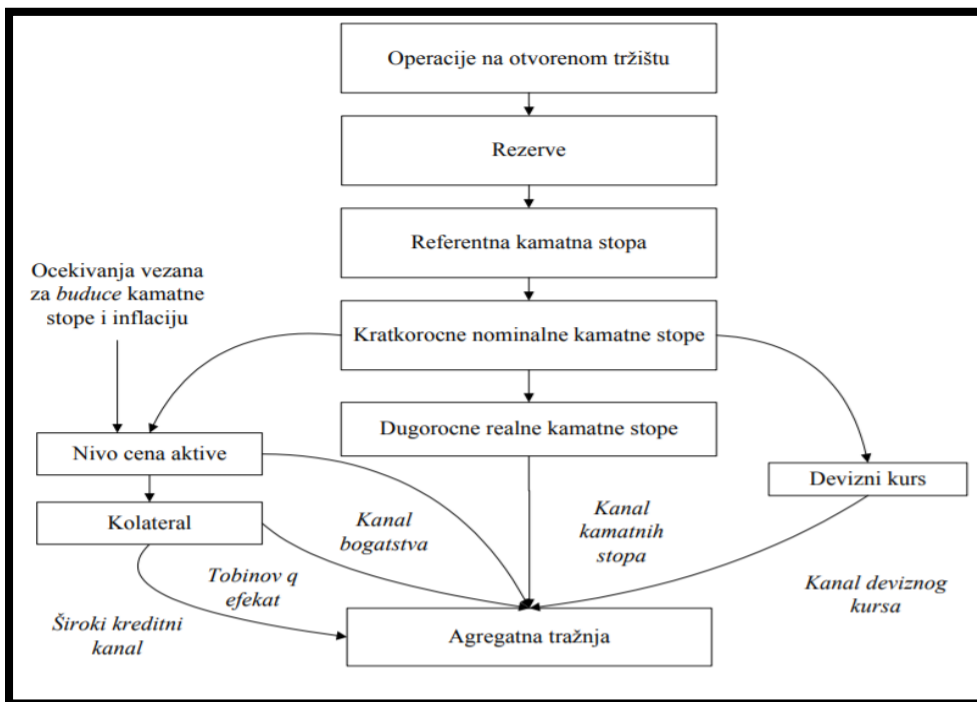 Operacije na otvorenom tržištu
Rezerve
Referentna kamatna stopa
Ocekivanja vezana
za buduce kamatne
stope i inflaciju
Kratkorocne nominalne kamatne stope
Dugorocne realne kamatne stope
Nivo cena aktive
Devizni kurs
Kolateral
Kanal
bogatstva
Kanal
kamatnih
stopa
Tobinov q
efekat
Kanal deviznog
kursa
Široki kreditni
kanal
Agregatna tražnja